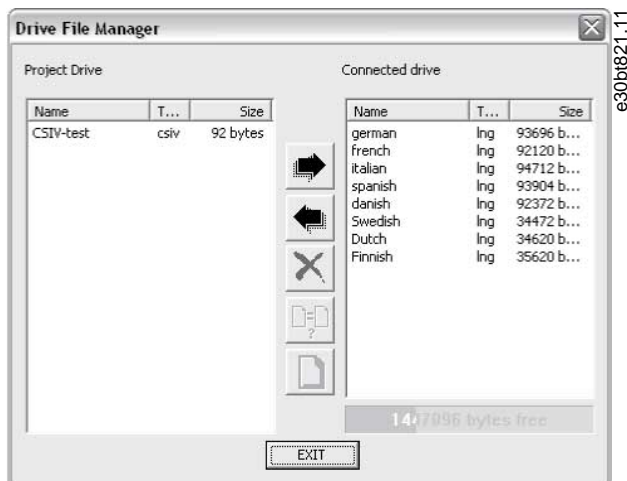 Drive File Manager
Project Drive
Name T... Size
CSIV-test csiv 92 bytes
Connected drive
Name T... Size
german lng 93696 b...
french lng 92120 b...
italian lng 94712 b...
spanish lng 93904 b...
danish lng 92372 b...
Swedish lng 34472 b...
Dutch lng 34620 b...
Finnish lng 35620 b...
?
bytes free
EXIT
e30bt821.11